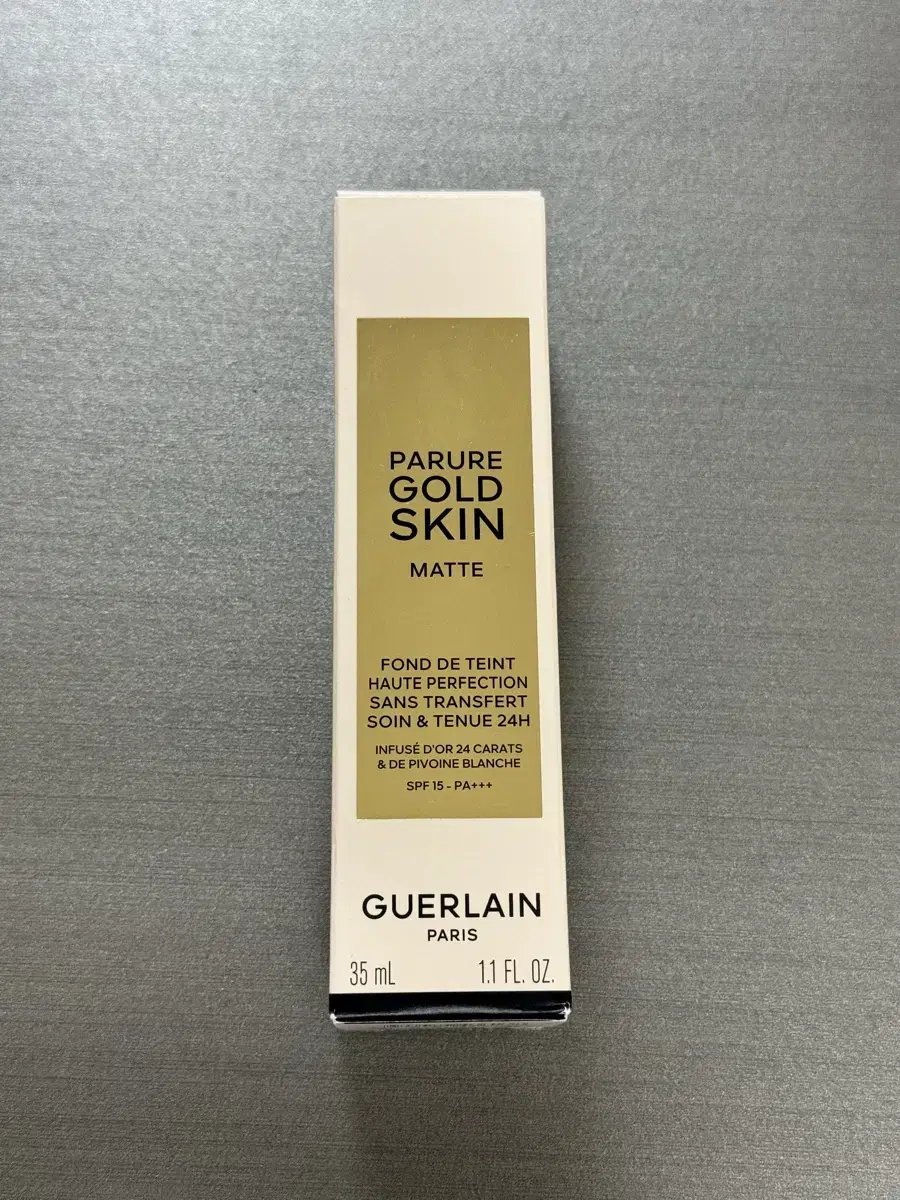 PARURE
GOLD
SKIN
MATTE
FOND DE TEINT
HAUTE PERFECTION
SANS TRANSFERT
SOIN & TENUE 24H
INFUSÉ D'OR 24 CARATS
& DE PIVOINE BLANCHE
SPF 15 - PA+++
GUERLAIN
PARIS
35 mL 1.1 FL. OZ.